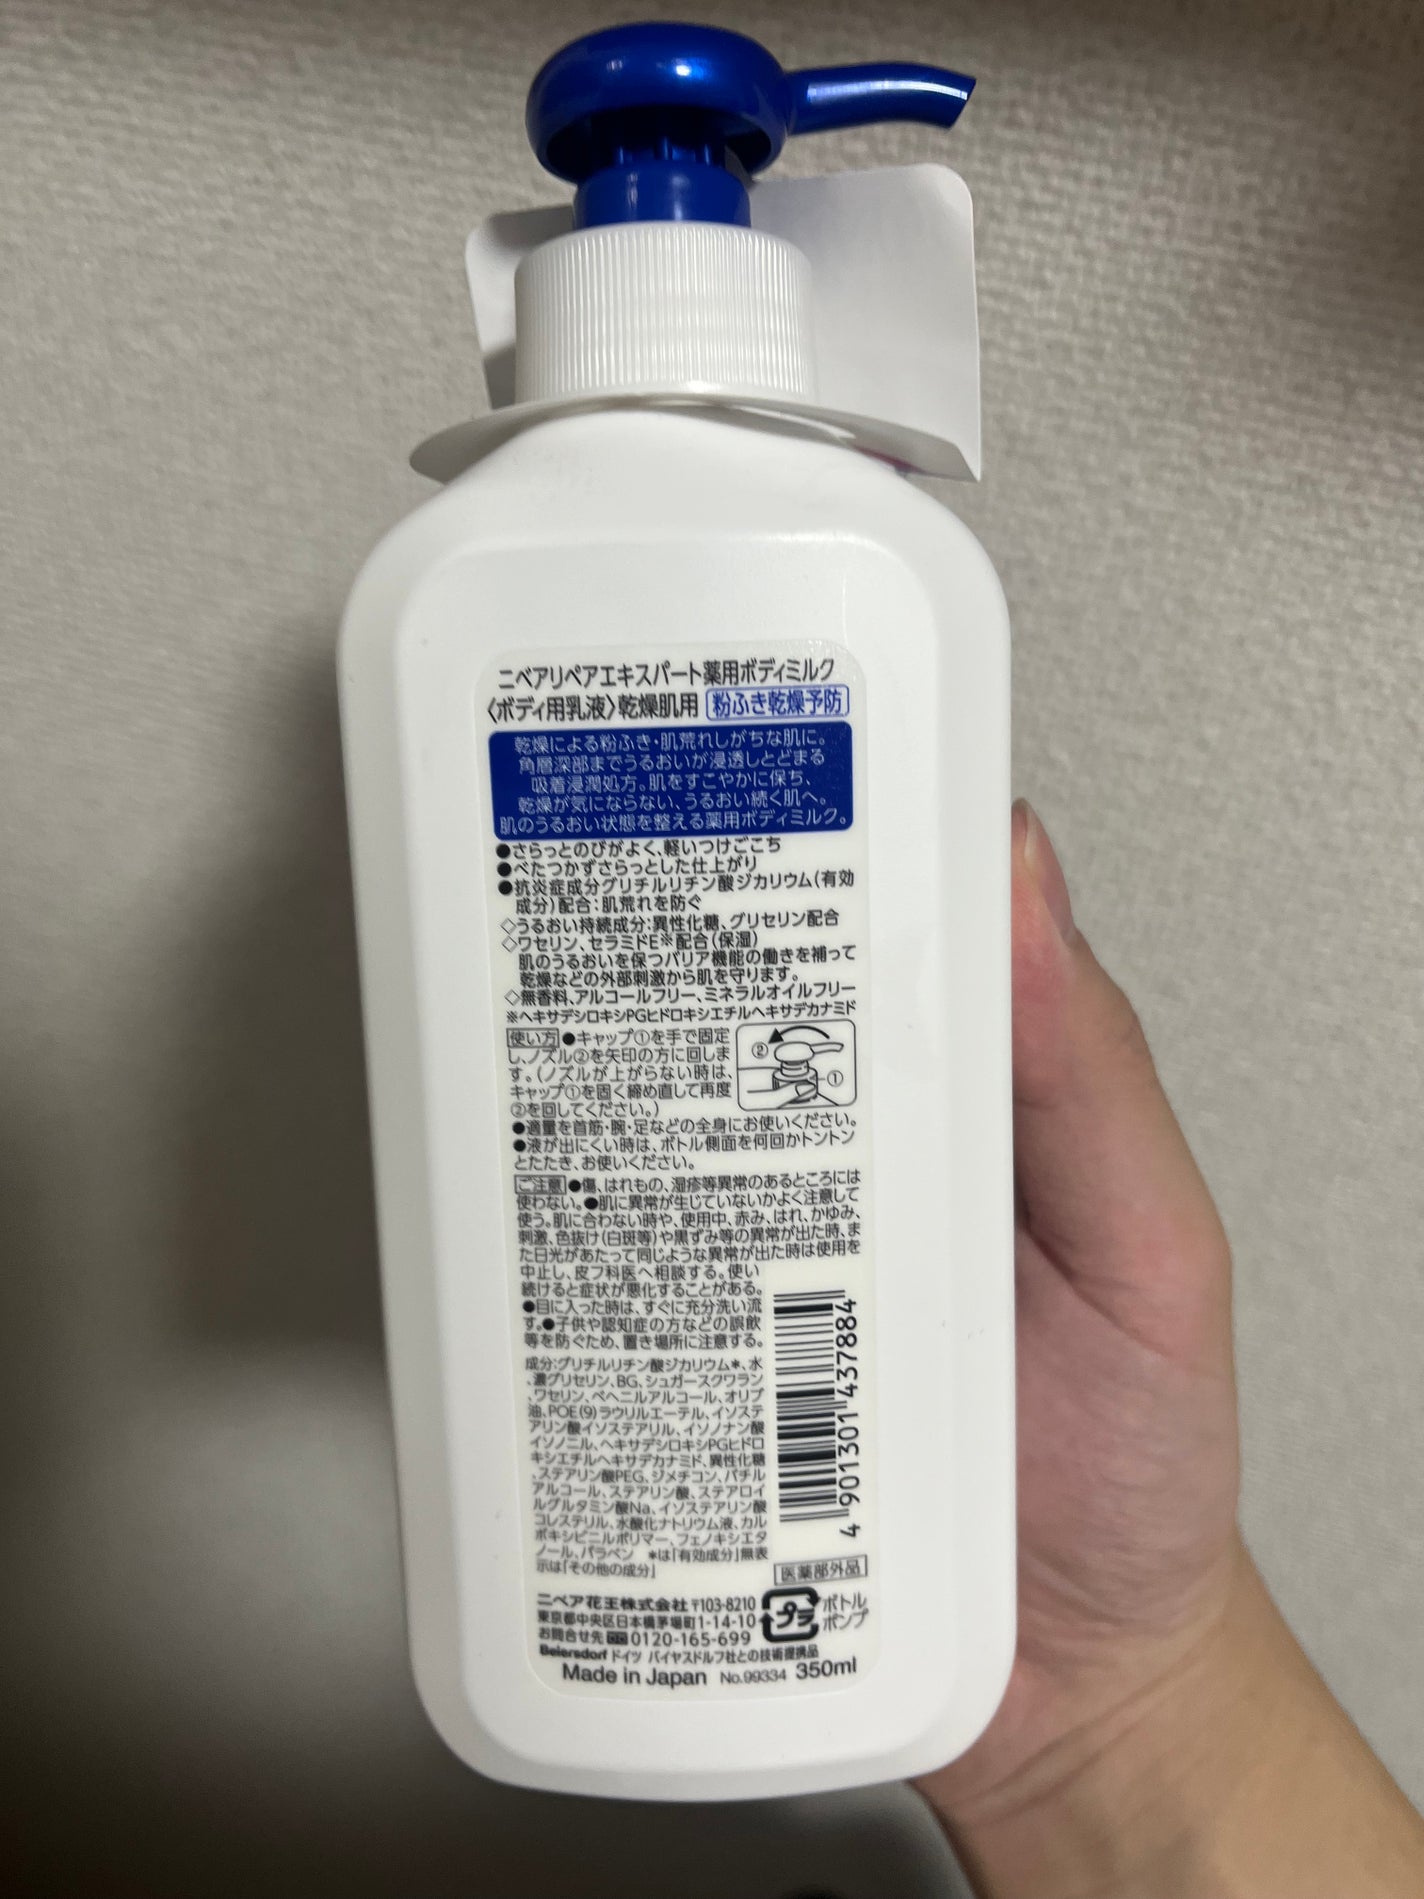 ニベアリペアエキスパート薬用ボディミルク
〈ボディ用乳液〉乾燥肌用 粉ふき乾燥予防
乾燥による粉ふき・肌荒れしがちな肌に。
角層深部までうるおいが浸透しとどまる
吸着浸潤処方。肌をすこやかに保ち、
乾燥が気にならない、うるおい続く肌へ。
肌のうるおい状態を整える薬用ボディミルク。
●さらっとのびがよく、軽いつけごこち
●べたつかずさらっとした仕上がり
●抗炎症成分グリチルリチン酸ジカリウム(有効
成分)配合:肌荒れを防ぐ
◇うるおい持続成分:異性化糖、グリセリン配合
◇ワセリン、セラミドE※配合(保湿)
肌のうるおいを保つバリア機能の働きを補って
乾燥などの外部刺激から肌を守ります。
◇無香料、アルコールフリー、ミネラルオイルフリー
※ヘキサデシロキシPGヒドロキシエチルヘキサデカナミド
使い方 ●キャップ①を手で固定
し、ノズル②を矢印の方に回しま
す。(ノズルが上がらない時は、
キャップ①を固く締め直して再度
②を回してください。)
② ①
●適量を首筋・腕・足などの全身にお使いください。
●液が出にくい時は、ボトル側面を何回かトントン
とたたき、お使いください。
ご注意 ●傷、はれもの、湿疹等異常のあるところには
使わない。●肌に異常が生じていないかよく注意して
使う。肌に合わない時や、使用中、赤み、はれ、かゆみ、
刺激、色抜け(白斑等)や黒ずみ等の異常が出た時、ま
た日光があたって同じような異常が出た時は使用を
中止し、皮フ科医へ相談する。使い
続けると症状が悪化することがある。
●目に入った時は、すぐに充分洗い流
す。●子供や認知症の方などの誤飲
等を防ぐため、置き場所に注意する。
成分:グリチルリチン酸ジカリウム*、水
、濃グリセリン、BG、シュガースクワラン
、ワセリン、ベヘニルアルコール、オリブ
油、POE(9)ラウリルエーテル、イソステ
アリン酸イソステアリル、イソノナン酸
イソノニル、ヘキサデシロキシPGヒドロ
キシエチルヘキサデカナミド、異性化糖
、ステアリン酸PEG、ジメチコン、バチル
アルコール、ステアリン酸、ステアロイ
ルグルタミン酸Na、イソステアリン酸
コレステリル、水酸化ナトリウム液、カル
ボキシビニルポリマー、フェノキシエタ
ノール、パラベン *は「有効成分」無表
示は「その他の成分」
4 901301 437884
医薬部外品
ニベア花王株式会社 〒103-8210
東京都中央区日本橋茅場町1-14-10
お問合せ先 0120-165-699
プラ ボトル
ポンプ
Beiersdorf ドイツ バイヤスドルフ社との技術提携品
Made in Japan No.99334 350ml